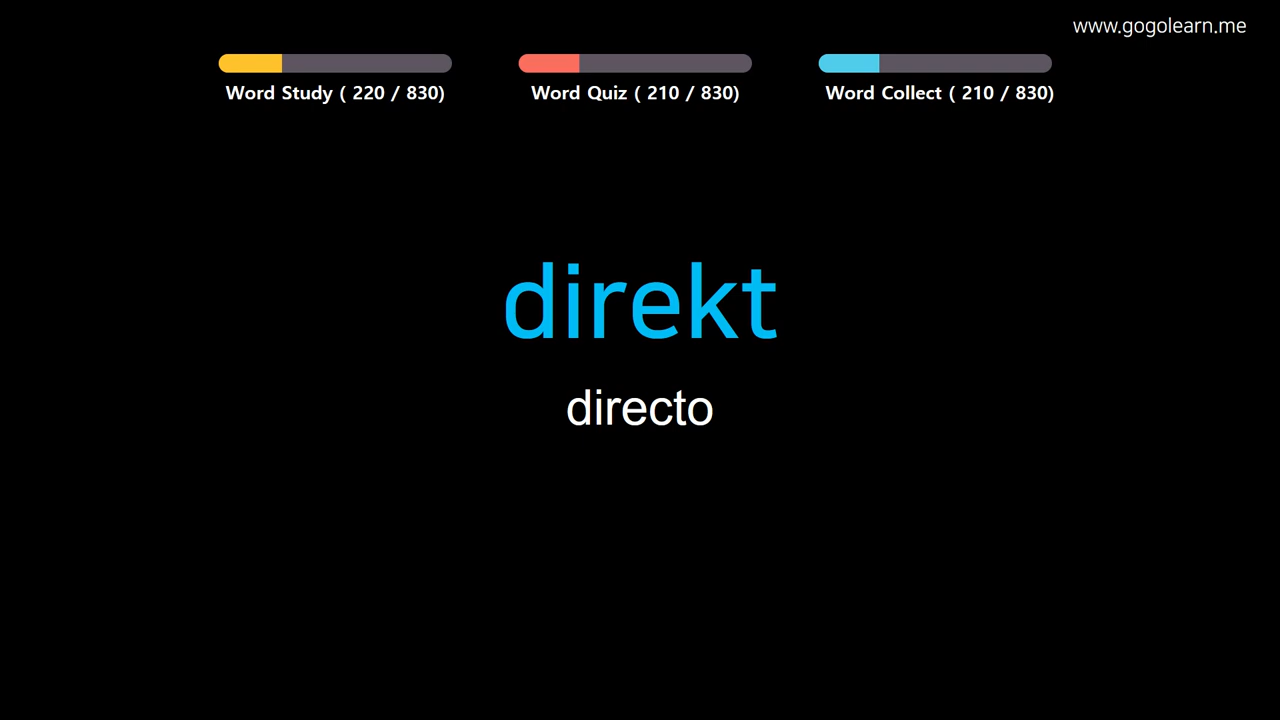 www.gogolearn.me
Word Study ( 220 / 830)
Word Quiz ( 210 / 830)
Word Collect ( 210 / 830)
direkt
directo